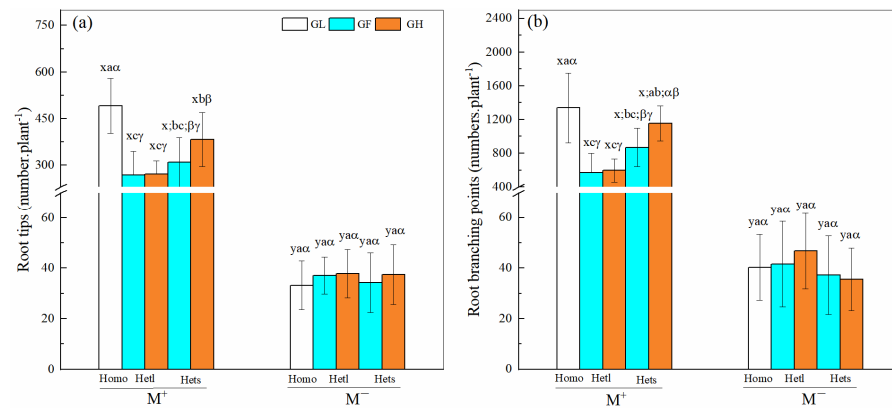 (a)
GL GF GH
Root tips (number.plant⁻¹)
750
600
450
300
60
40
20
0
xaα
xcγ
xcγ
x;bc;βγ
xbβ
yaα
yaα
yaα
yaα
yaα
Homo Hetl Hets Homo Hetl Hets
M⁺ M⁻
(b)
Root branching points (numbers.plant⁻¹)
2400
2000
1600
1200
800
400
60
40
20
0
xaα
xcγ
xcγ
x;bc;βγ
x;ab;αβ
yaα
yaα
yaα
yaα
yaα
Homo Hetl Hets Homo Hetl Hets
M⁺ M⁻